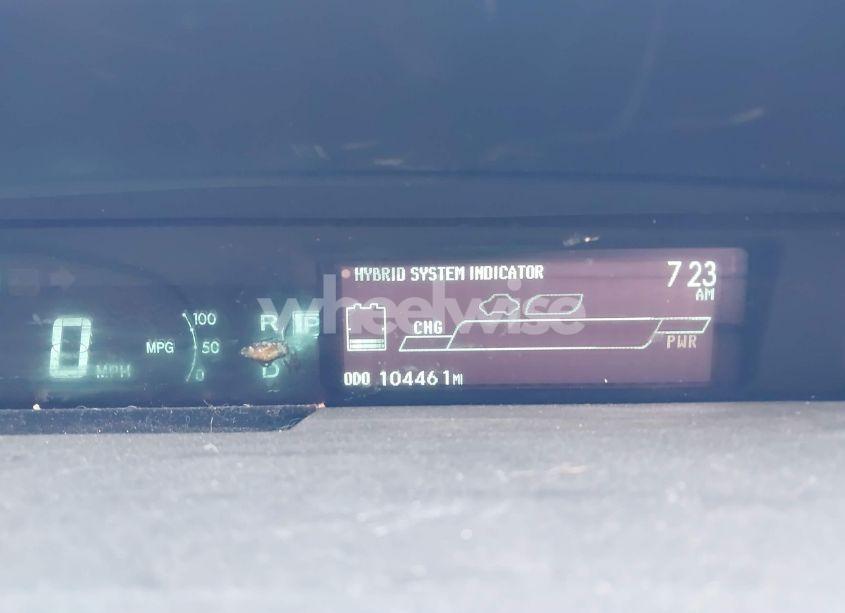 HYBRID SYSTEM INDICATOR
7 23
AM
100
MPG 50
0
0 MPH
R P
D
CHG
PWR
ODO 104461 MI
wheelwise